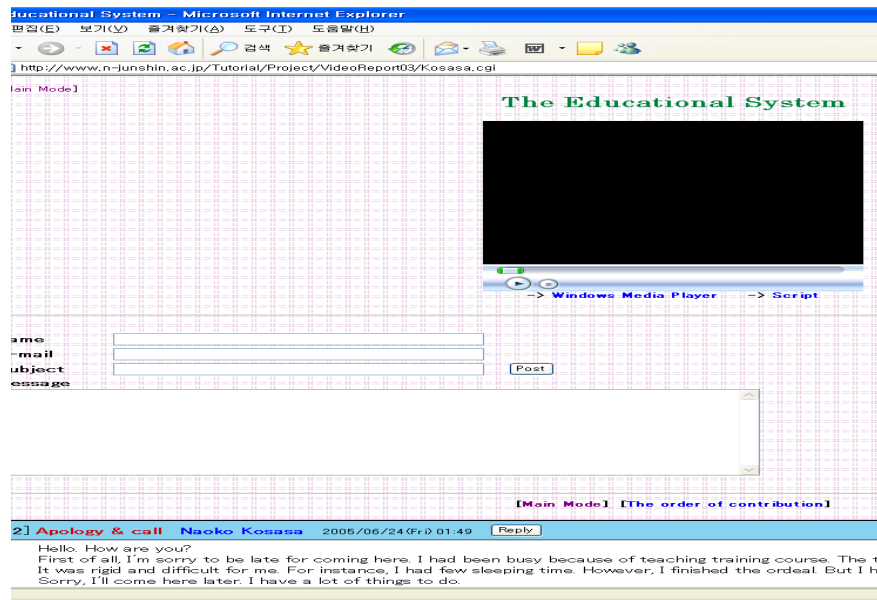 ducational System - Microsoft Internet Explorer
편집(E) 보기(V) 즐겨찾기(A) 도구(T) 도움말(H)
검색 즐겨찾기
http://www.n-junshin.ac.jp/Tutorial/Project/VideoReport03/Kosasa.cgi
ain Mode]
The Educational System
-> Windows Media Player -> Script
ame
-mail
ubject
Post
essage
[Main Mode] [The order of contribution]
2] Apology & call Naoko Kosasa 2005/06/24(Fri) 01:49 Reply
Hello. How are you?
First of all, I'm sorry to be late for coming here. I had been busy because of teaching training course. The t
It was rigid and difficult for me. For instance, I had few sleeping time. However, I finished the ordeal. But I h
Sorry, I'll come here later. I have a lot of things to do.